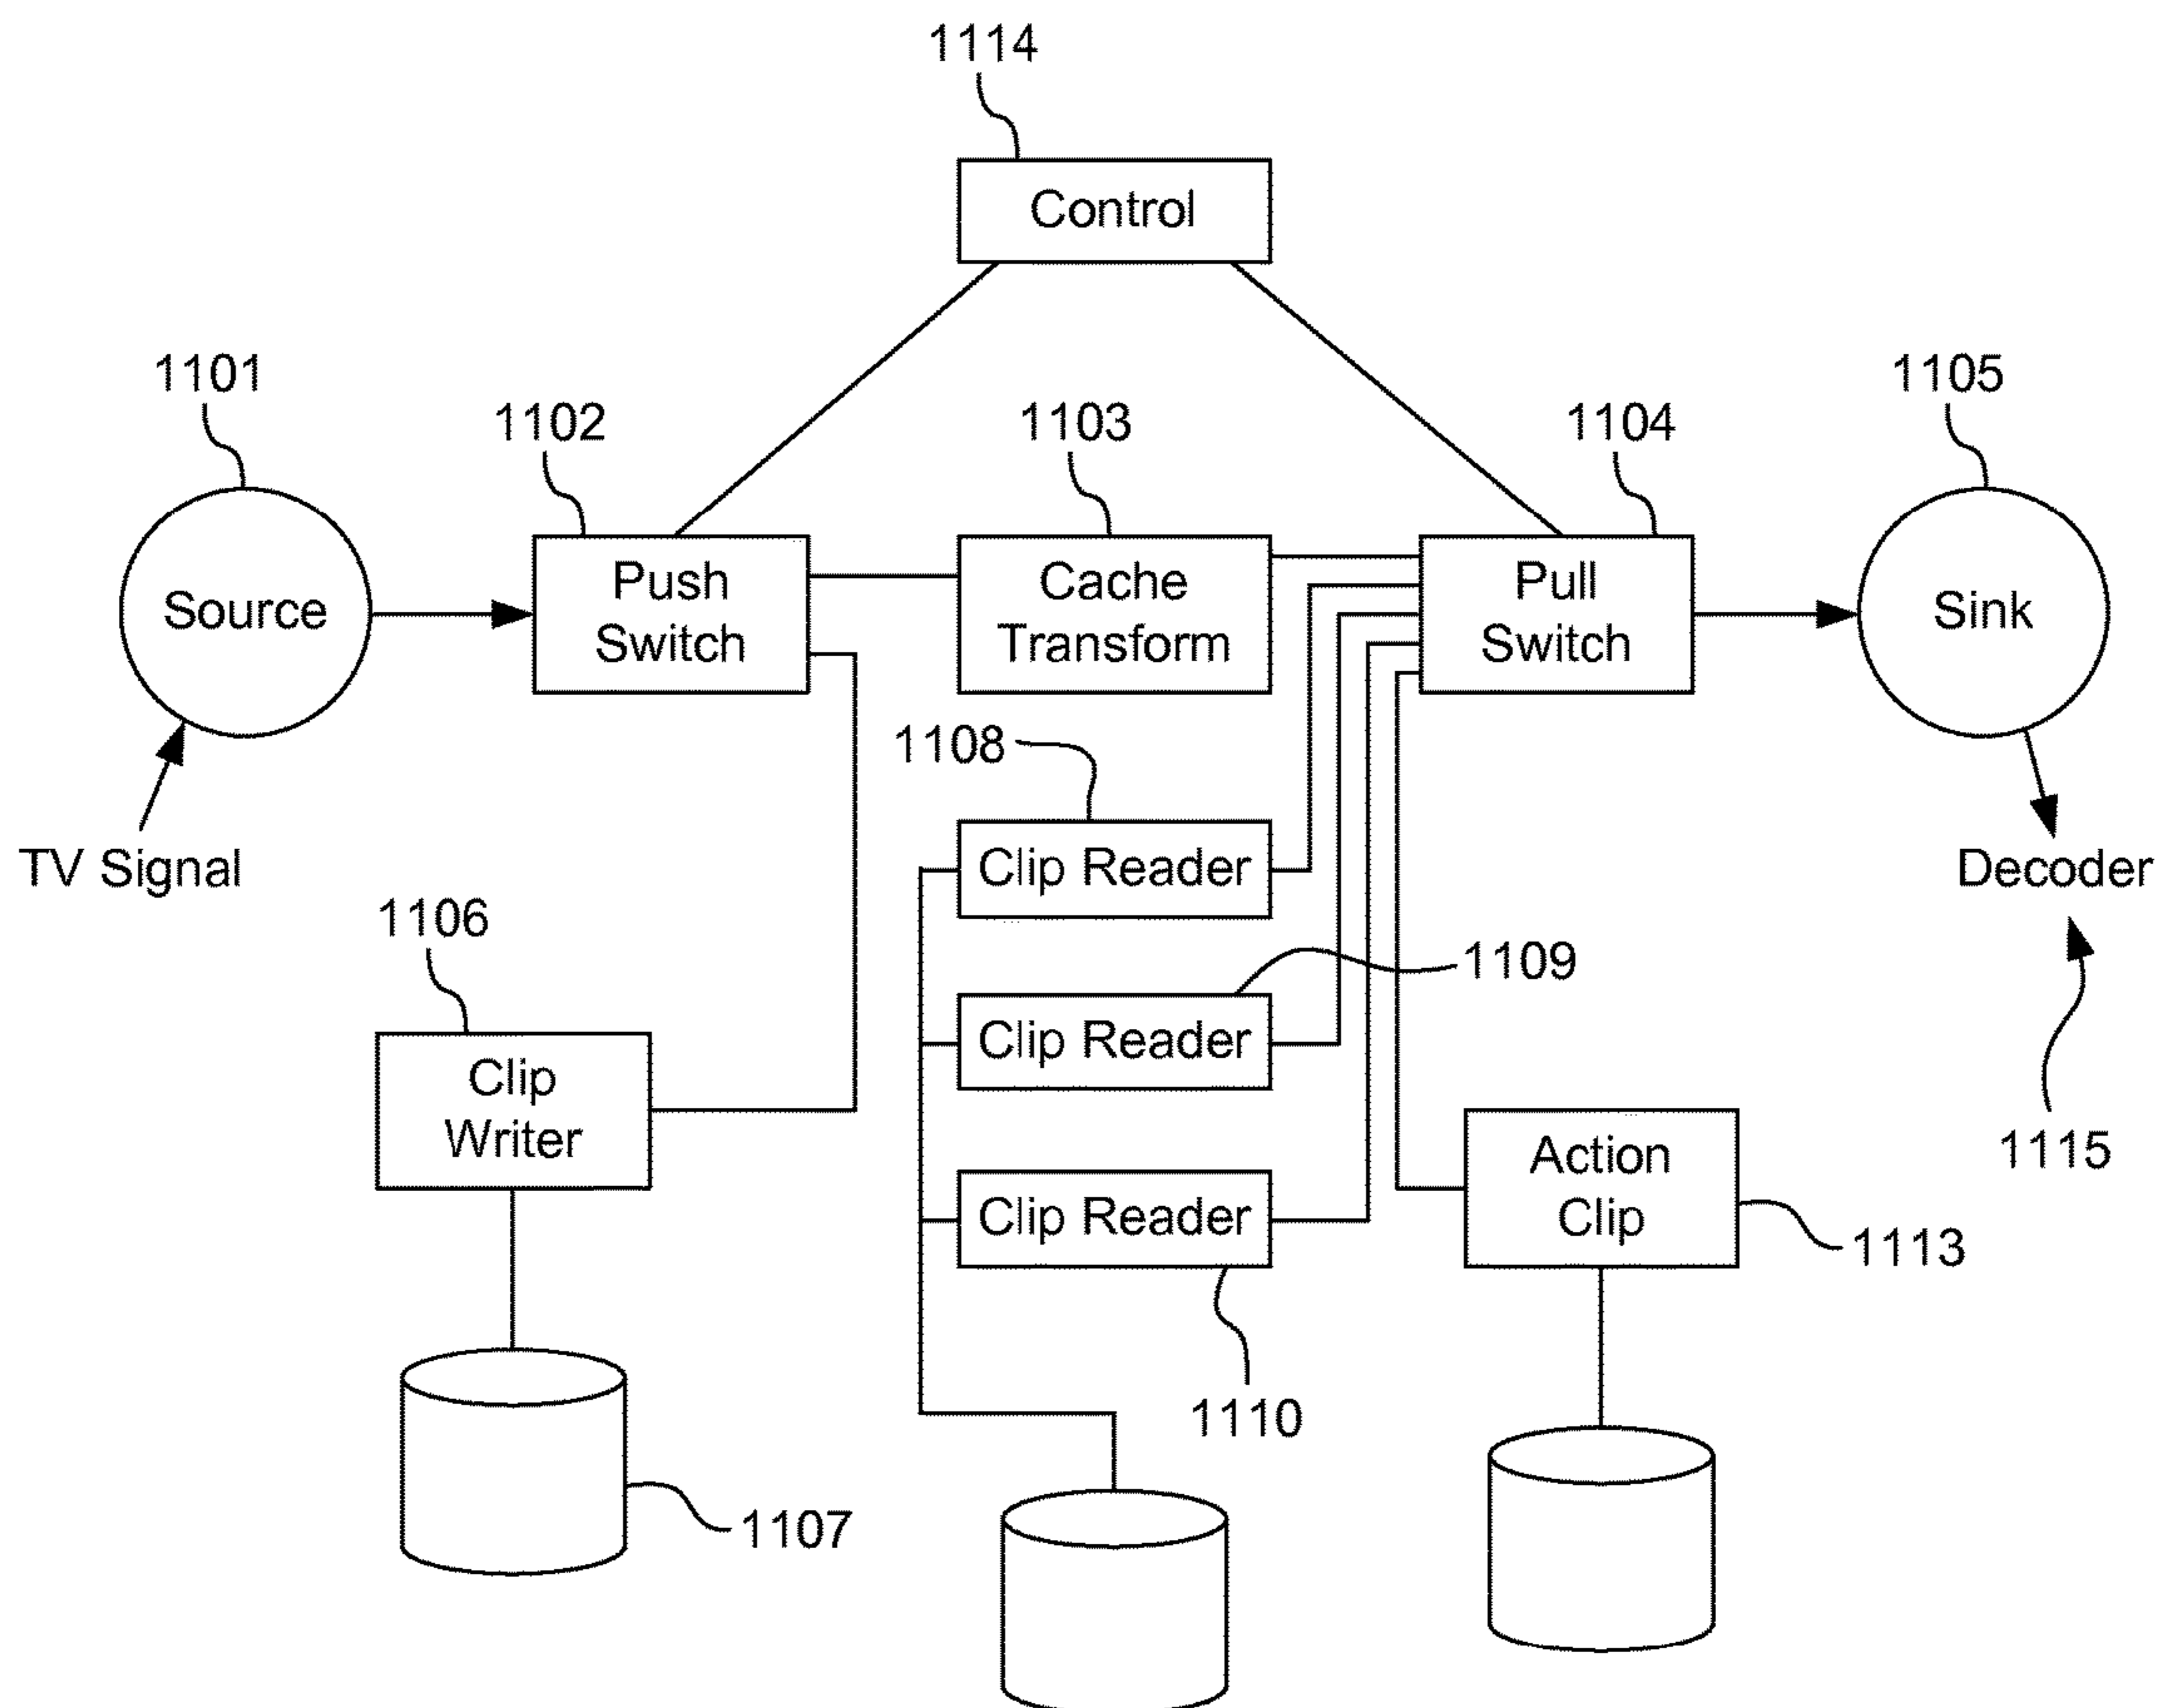 1114
Control
1101
1102
1103
1104
1105
Source
Push
Switch
Cache
Transform
Pull
Switch
Sink
TV Signal
1108
Clip Reader
Decoder
1106
1109
Clip
Writer
Clip Reader
1115
Action
Clip
Clip Reader
1113
1110
1107